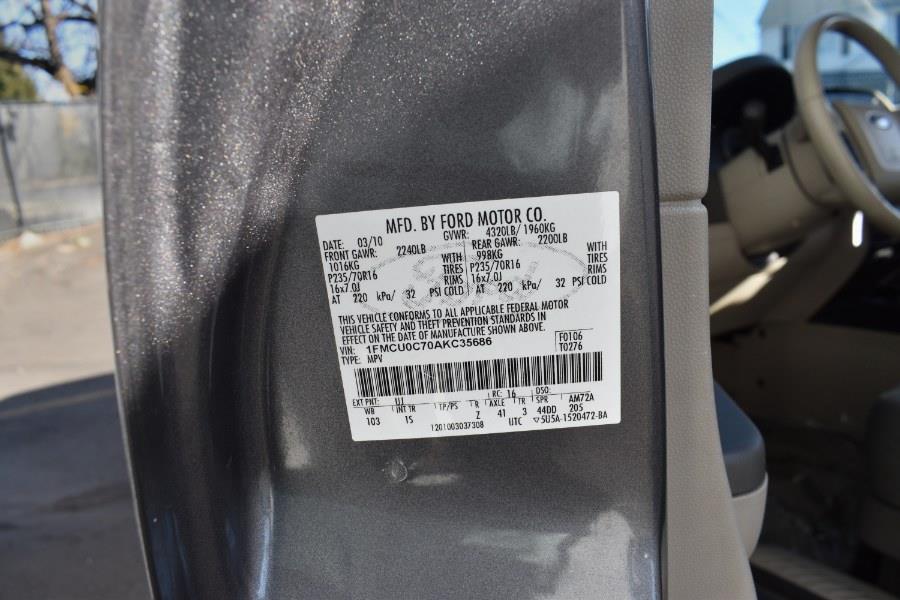 MFD. BY FORD MOTOR CO.
DATE: 03/10 GVWR: 4320LB/ 1960KG
FRONT GAWR: 2240LB REAR GAWR: 2200LB
1016KG WITH 998KG WITH
P235/70R16 TIRES P235/70R16 TIRES
16x7.0J RIMS 16x7.0J RIMS
AT 220 kPa/ 32 PSI COLD AT 220 kPa/ 32 PSI COLD
THIS VEHICLE CONFORMS TO ALL APPLICABLE FEDERAL MOTOR
VEHICLE SAFETY AND THEFT PREVENTION STANDARDS IN
EFFECT ON THE DATE OF MANUFACTURE SHOWN ABOVE.
VIN: 1FMCU0C70AKC35686 F0106
TYPE: MPV T0276
EXT PNT: UJ RC: 16 DSO:
WB INT TR TP/PS R AXLE TR SPR AM72A
103 1S Z 41 3 44DD 205
1201003037308 UTC ▽5U5A-1520472-BA
Ford